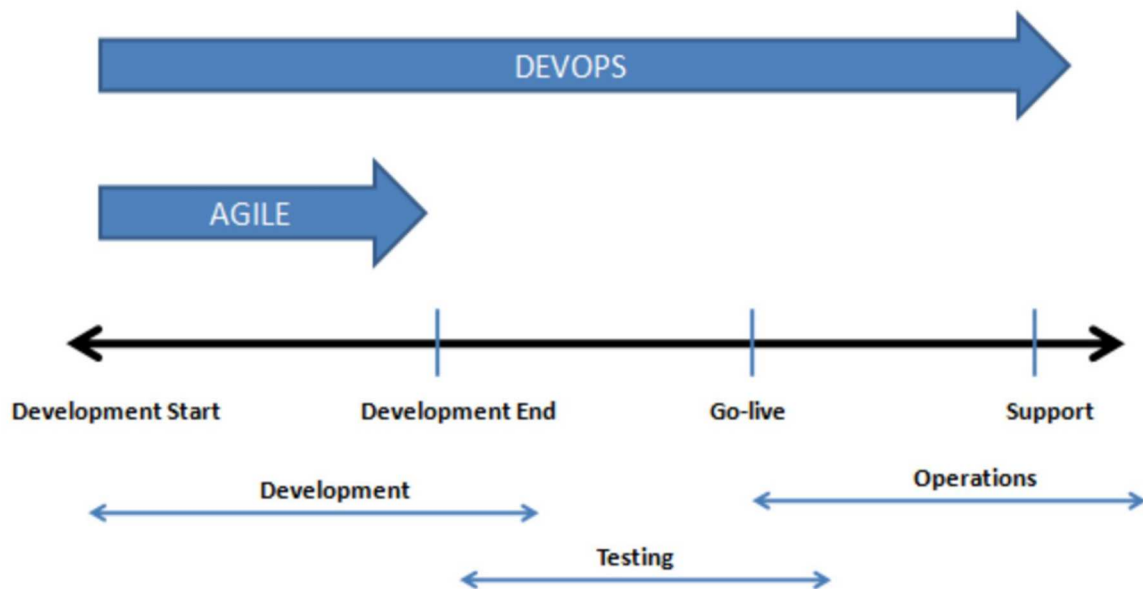 DEVOPS
AGILE
Development Start
Development End
Go-live
Support
Development
Operations
Testing